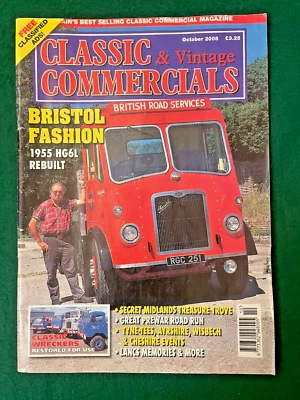 FREE
CLASSIFIED
ADS!
AIN'S BEST SELLING CLASSIC COMMERCIAL MAGAZINE
October 2005 £3.25
CLASSIC & Vintage
COMMERCIALS
BRISTOL
FASHION
1955 HG6L
REBUILT
BRITISH ROAD SERVICES
RGC 251
• SECRET MIDLANDS TREASURE TROVE
• GREAT PREWAR ROAD RUN
• TYNE-TEES, AYRSHIRE, WISBECH
& CHESHIRE EVENTS
• LANCS MEMORIES & MORE
CLASSIC
WRECKERS
RESTORED FOR USE